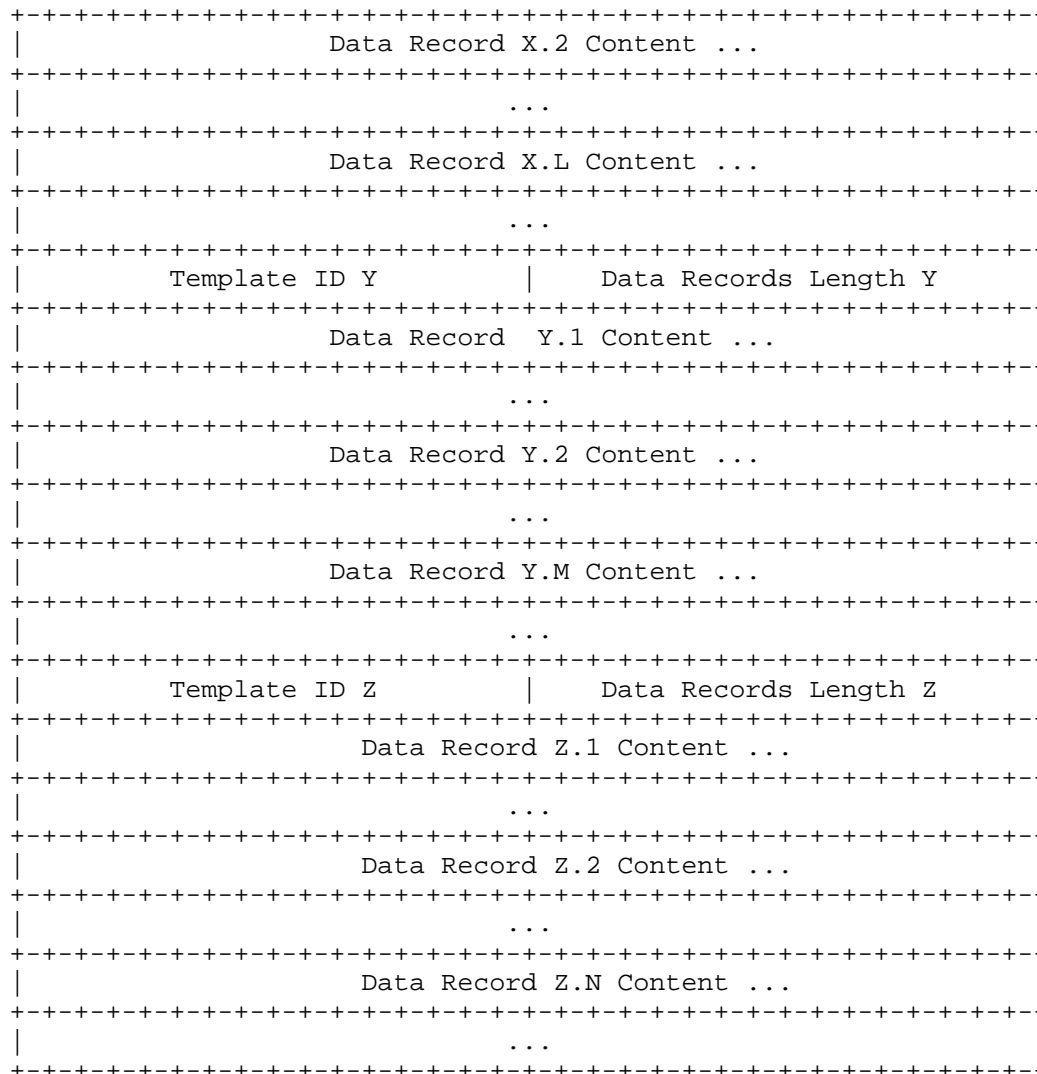 +-+-+-+-+-+-+-+-+-+-+-+-+-+-+-+-+-+-+-+-+-+-+-+-+-+-+-+-+-+-+-+-+-
| Data Record X.2 Content ...
+-+-+-+-+-+-+-+-+-+-+-+-+-+-+-+-+-+-+-+-+-+-+-+-+-+-+-+-+-+-+-+-+-
| ...
+-+-+-+-+-+-+-+-+-+-+-+-+-+-+-+-+-+-+-+-+-+-+-+-+-+-+-+-+-+-+-+-+-
| Data Record X.L Content ...
+-+-+-+-+-+-+-+-+-+-+-+-+-+-+-+-+-+-+-+-+-+-+-+-+-+-+-+-+-+-+-+-+-
| ...
+-+-+-+-+-+-+-+-+-+-+-+-+-+-+-+-+-+-+-+-+-+-+-+-+-+-+-+-+-+-+-+-+-
| Template ID Y | Data Records Length Y
+-+-+-+-+-+-+-+-+-+-+-+-+-+-+-+-+-+-+-+-+-+-+-+-+-+-+-+-+-+-+-+-+-
| Data Record  Y.1 Content ...
+-+-+-+-+-+-+-+-+-+-+-+-+-+-+-+-+-+-+-+-+-+-+-+-+-+-+-+-+-+-+-+-+-
| ...
+-+-+-+-+-+-+-+-+-+-+-+-+-+-+-+-+-+-+-+-+-+-+-+-+-+-+-+-+-+-+-+-+-
| Data Record Y.2 Content ...
+-+-+-+-+-+-+-+-+-+-+-+-+-+-+-+-+-+-+-+-+-+-+-+-+-+-+-+-+-+-+-+-+-
| ...
+-+-+-+-+-+-+-+-+-+-+-+-+-+-+-+-+-+-+-+-+-+-+-+-+-+-+-+-+-+-+-+-+-
| Data Record Y.M Content ...
+-+-+-+-+-+-+-+-+-+-+-+-+-+-+-+-+-+-+-+-+-+-+-+-+-+-+-+-+-+-+-+-+-
| ...
+-+-+-+-+-+-+-+-+-+-+-+-+-+-+-+-+-+-+-+-+-+-+-+-+-+-+-+-+-+-+-+-+-
| Template ID Z | Data Records Length Z
+-+-+-+-+-+-+-+-+-+-+-+-+-+-+-+-+-+-+-+-+-+-+-+-+-+-+-+-+-+-+-+-+-
| Data Record Z.1 Content ...
+-+-+-+-+-+-+-+-+-+-+-+-+-+-+-+-+-+-+-+-+-+-+-+-+-+-+-+-+-+-+-+-+-
| ...
+-+-+-+-+-+-+-+-+-+-+-+-+-+-+-+-+-+-+-+-+-+-+-+-+-+-+-+-+-+-+-+-+-
| Data Record Z.2 Content ...
+-+-+-+-+-+-+-+-+-+-+-+-+-+-+-+-+-+-+-+-+-+-+-+-+-+-+-+-+-+-+-+-+-
| ...
+-+-+-+-+-+-+-+-+-+-+-+-+-+-+-+-+-+-+-+-+-+-+-+-+-+-+-+-+-+-+-+-+-
| Data Record Z.N Content ...
+-+-+-+-+-+-+-+-+-+-+-+-+-+-+-+-+-+-+-+-+-+-+-+-+-+-+-+-+-+-+-+-+-
| ...
+-+-+-+-+-+-+-+-+-+-+-+-+-+-+-+-+-+-+-+-+-+-+-+-+-+-+-+-+-+-+-+-+-